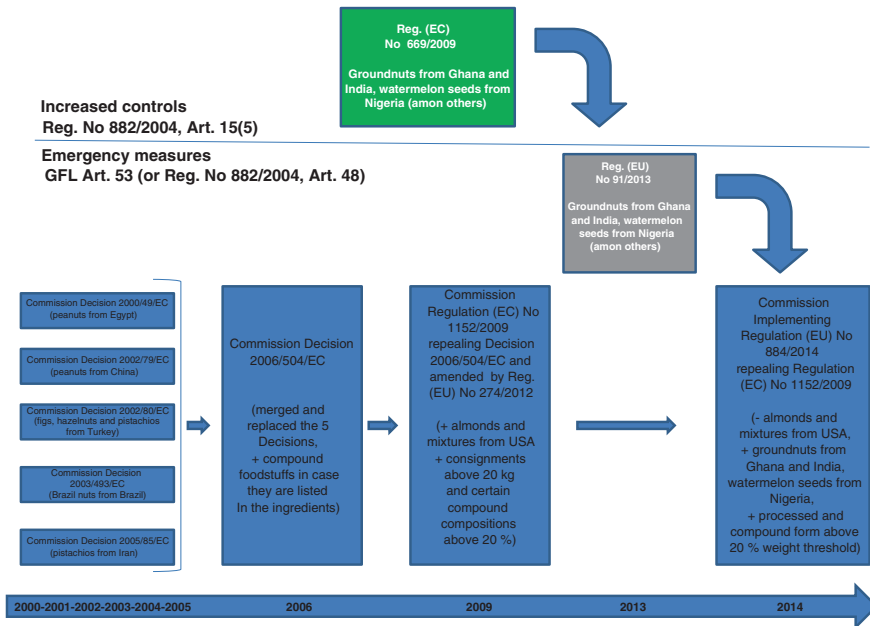 Reg. (EC)
No 669/2009
Groundnuts from Ghana and
India, watermelon seeds from
Nigeria (amon others)
Increased controls
Reg. No 882/2004, Art. 15(5)
Emergency measures
GFL Art. 53 (or Reg. No 882/2004, Art. 48)
Reg. (EU)
No 91/2013
Groundnuts from Ghana
and India, watermelon
seeds from Nigeria
(amon others)
Commission Decision 2000/49/EC
(peanuts from Egypt)
Commission Decision 2002/79/EC
(peanuts from China)
Commission Decision 2002/80/EC
(figs, hazelnuts and pistachios
from Turkey)
Commission Decision
2003/493/EC
(Brazil nuts from Brazil)
Commission Decision 2005/85/EC
(pistachios from Iran)
Commission Decision
2006/504/EC
(merged and
replaced the 5
Decisions,
+ compound
foodstuffs in case
they are listed
In the ingredients)
Commission
Regulation (EC) No
1152/2009
repealing Decision
2006/504/EC and
amended by Reg.
(EU) No 274/2012
(+ almonds and
mixtures from USA
+ consignments
above 20 kg
and certain
compound
compositions
above 20 %)
Commission
Implementing
Regulation (EU) No
884/2014
repealing Regulation
(EC) No 1152/2009
(- almonds and
mixtures from USA,
+ groundnuts from
Ghana and India,
watermelon seeds from
Nigeria,
+ processed and
compound form above
20 % weight threshold)
2000-2001-2002-2003-2004-2005
2006
2009
2013
2014